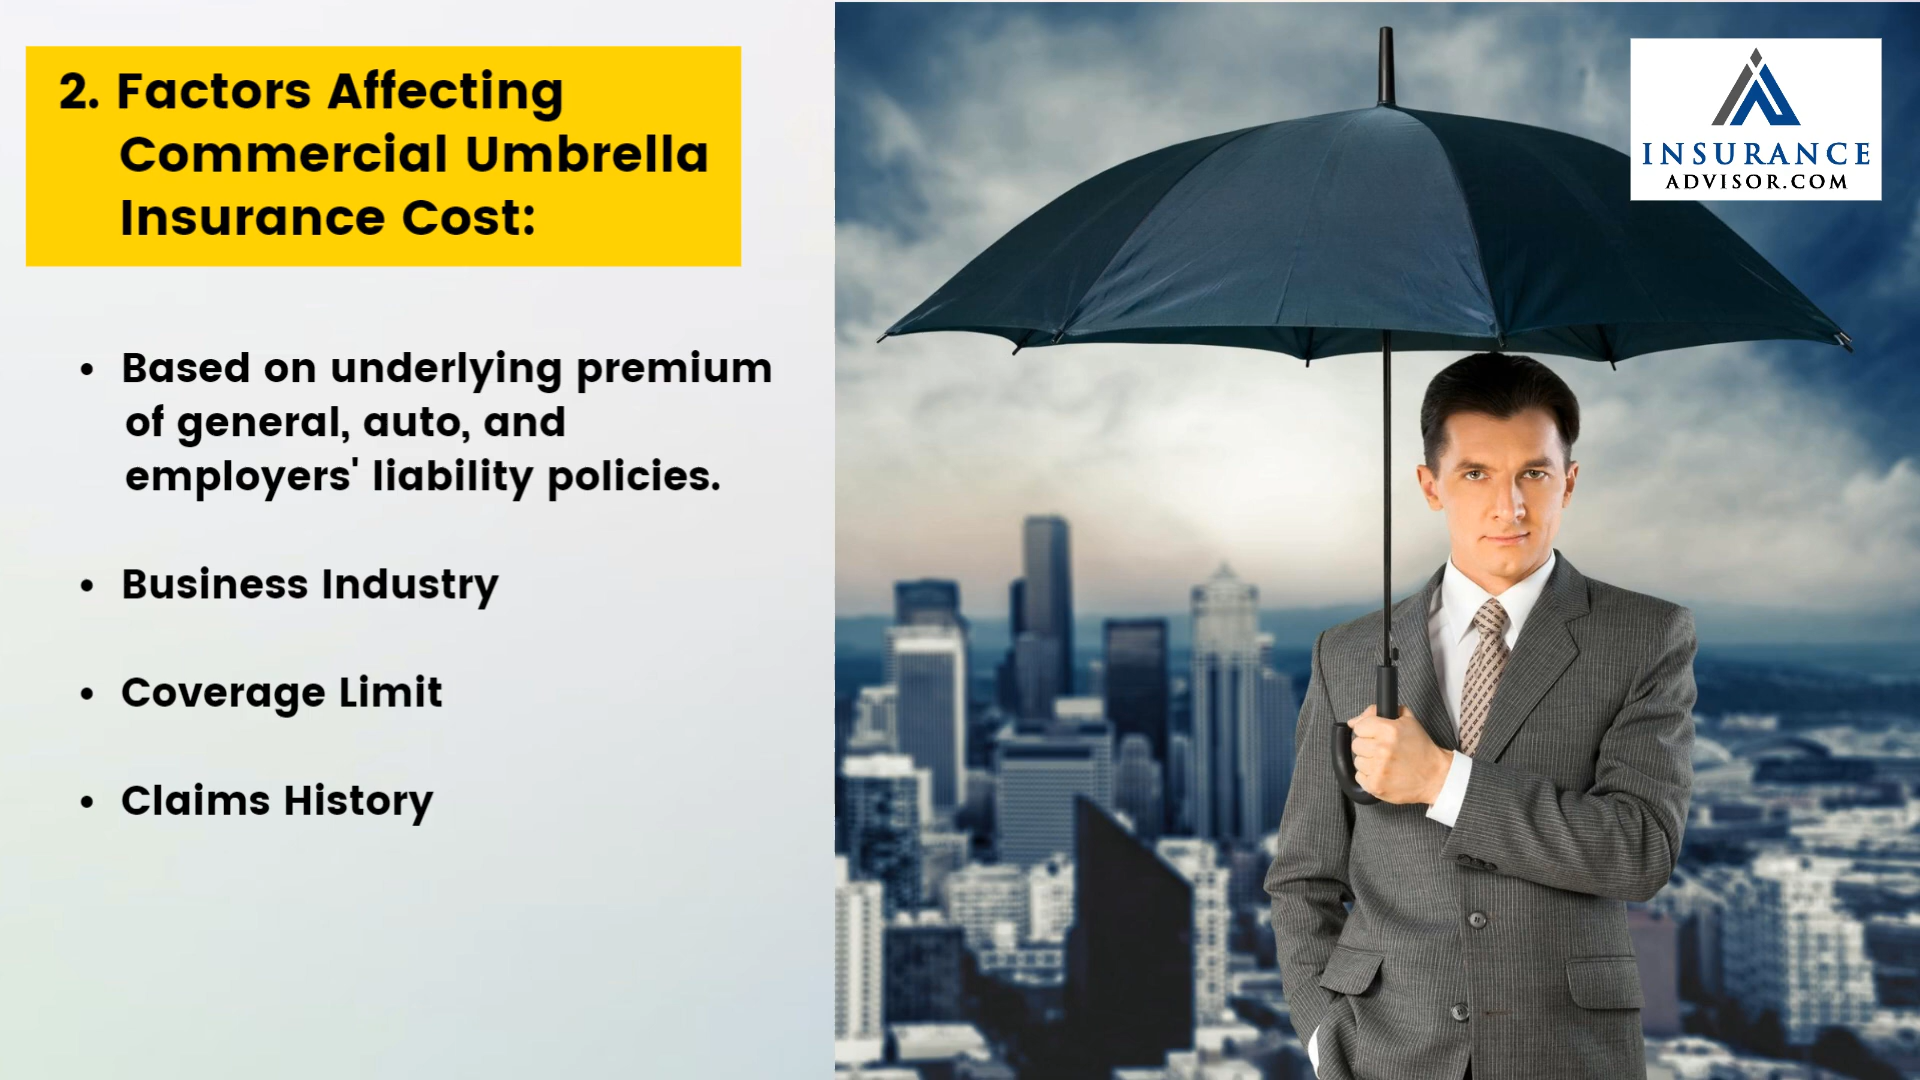 2. Factors Affecting
Commercial Umbrella
Insurance Cost:
• Based on underlying premium
of general, auto, and
employers' liability policies.
• Business Industry
• Coverage Limit
• Claims History
INSURANCE
ADVISOR.COM